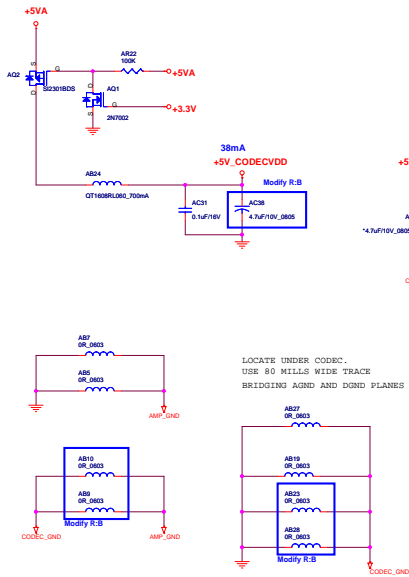 +5VA
AR22
100K
+5VA
AQ2
S
G
D
SI2301BDS
D
AQ1
G
S
2N7002
+3.3V
38mA
+5V_CODECVDD
+5
Modify R:B
AB24
QT1608RL060_700mA
AC31
0.1uF/16V
AC38
4.7uF/10V_0805
A
*4.7uF/10V_0805
C
AB7
0R_0603
AB5
0R_0603
AMP_GND
LOCATE UNDER CODEC.
USE 80 MILLS WIDE TRACE
BRIDGING AGND AND DGND PLANES
AB27
0R_0603
AB10
0R_0603
AB9
0R_0603
Modify R:B
CODEC_GND
AMP_GND
AB19
0R_0603
AB23
0R_0603
AB28
0R_0603
Modify R:B
CODEC_GND